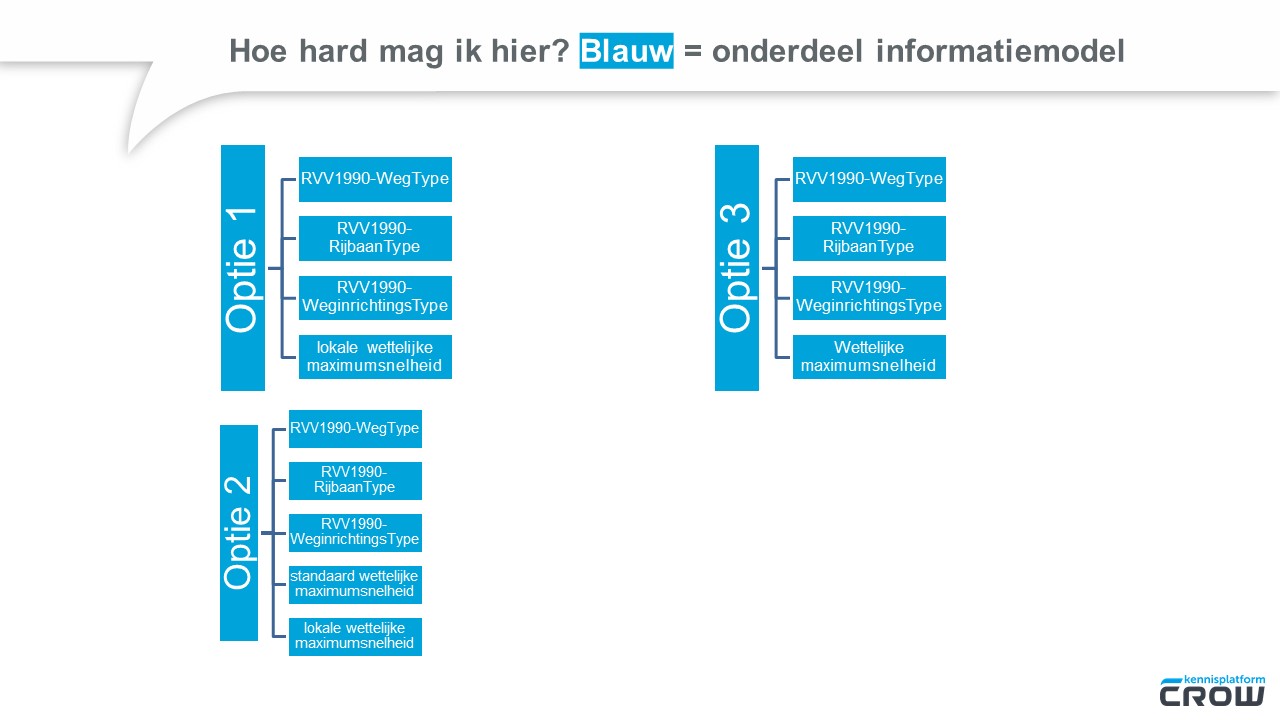 Hoe hard mag ik hier? Blauw = onderdeel informatiemodel
Optie 1
RVV1990-WegType
RVV1990-
RijbaanType
RVV1990-
WeginrichtingsType
lokale wettelijke
maximumsnelheid
Optie 2
RVV1990-WegType
RVV1990-
RijbaanType
RVV1990-
WeginrichtingsType
standaard wettelijke
maximumsnelheid
lokale wettelijke
maximumsnelheid
Optie 3
RVV1990-WegType
RVV1990-
RijbaanType
RVV1990-
WeginrichtingsType
Wettelijke
maximumsnelheid
kennisplatform
CROW